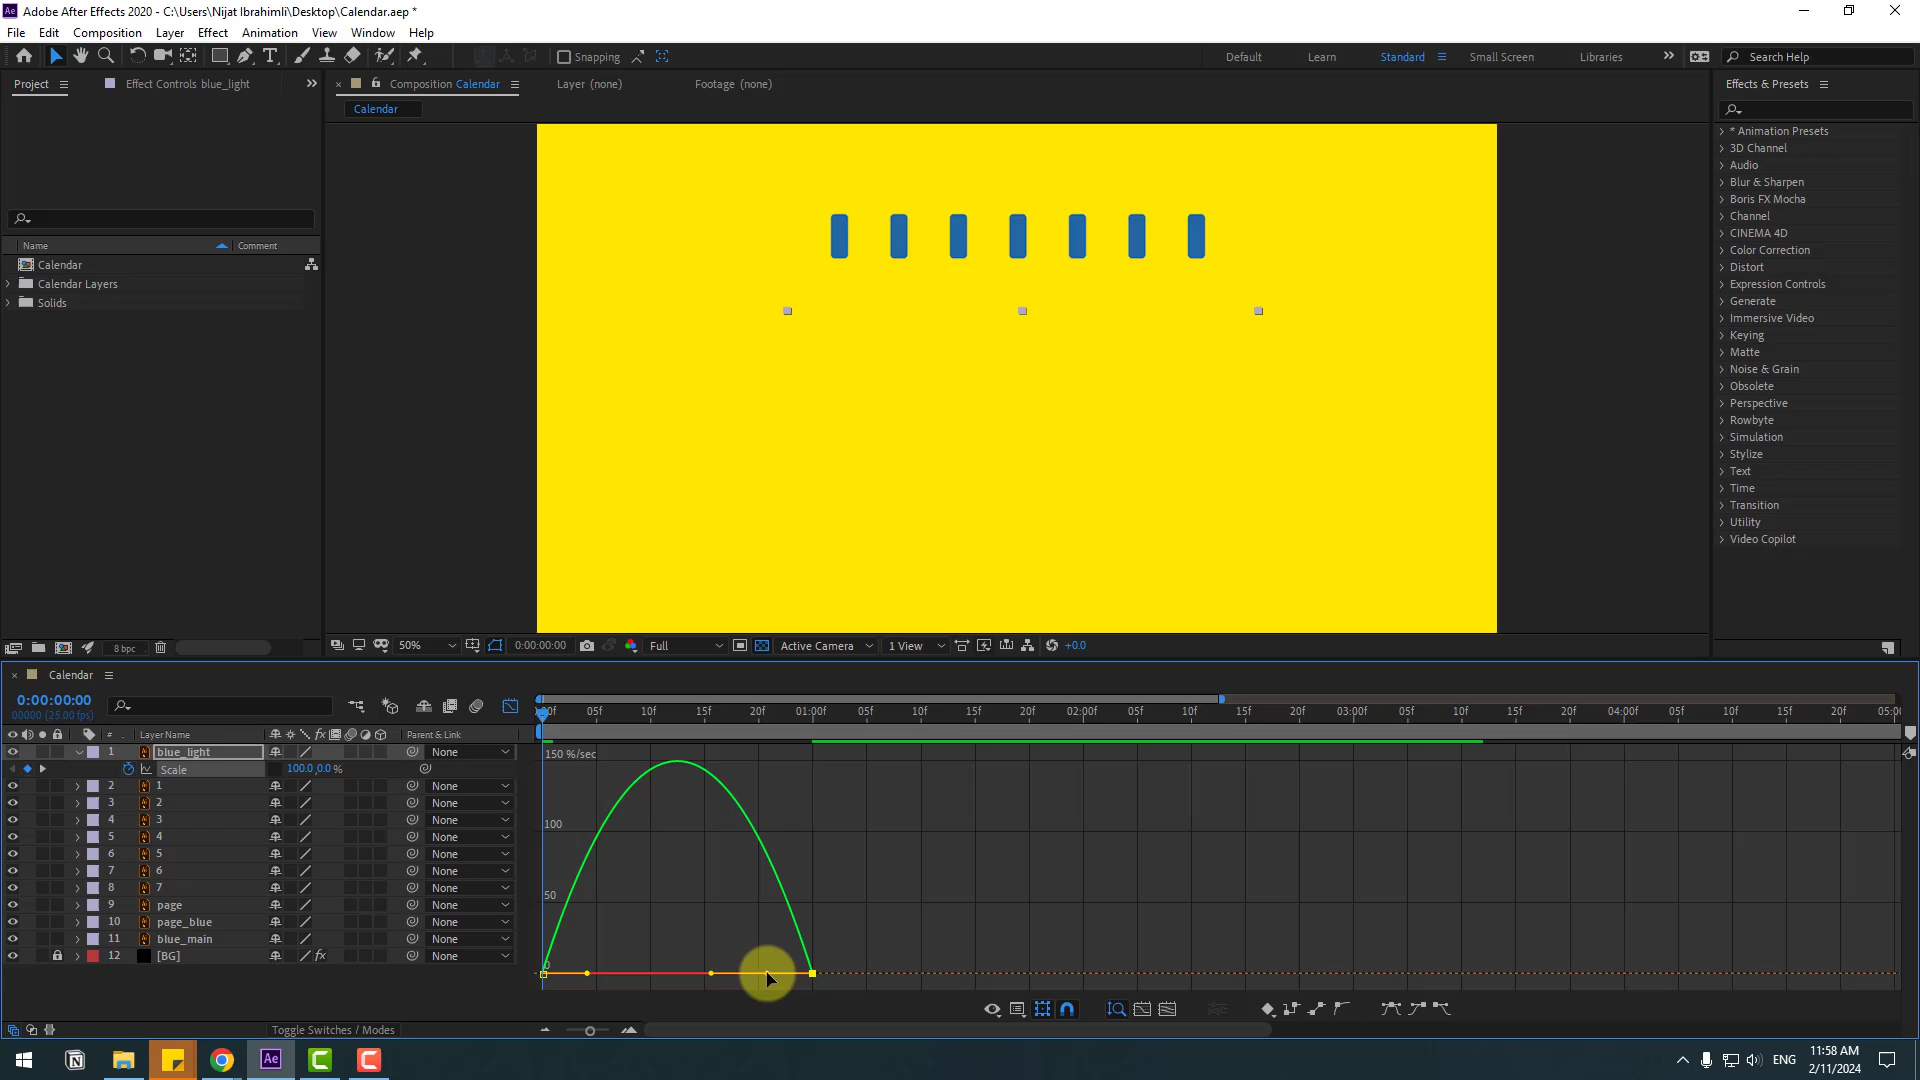 Adobe After Effects 2020 - C:\Users\Nijat Ibrahimli\Desktop\Calendar.aep *
File Edit Composition Layer Effect Animation View Window Help
Snapping Default Learn Standard Small Screen Libraries Search Help
Project Effect Controls blue_light Composition Calendar Layer (none) Footage (none) Effects & Presets
Calendar
* Animation Presets
3D Channel
Audio
Blur & Sharpen
Boris FX Mocha
Channel
CINEMA 4D
Color Correction
Distort
Expression Controls
Generate
Immersive Video
Keying
Matte
Noise & Grain
Obsolete
Perspective
Rowbyte
Simulation
Stylize
Text
Time
Transition
Utility
Video Copilot
Name Comment
Calendar
Calendar Layers
Solids
8 bpc 50% 0:00:00:00 Full Active Camera 1 View +0.0
Calendar
0:00:00:00
00000 (25.00 fps)
:00f 05f 10f 15f 20f 01:00f 05f 10f 15f 20f 02:00f 05f 10f 15f 20f 03:00f 05f 10f 15f 20f 04:00f 05f 10f 15f 20f 05:00
# Layer Name Parent & Link
1 blue_light None
Scale 100.0,0.0 %
2 1 None
3 2 None
4 3 None
5 4 None
6 5 None
7 6 None
8 7 None
9 page None
10 page_blue None
11 blue_main None
12 [BG] fx None
150 %/sec
100
50
0
Toggle Switches / Modes
Ae ENG 11:58 AM
2/11/2024